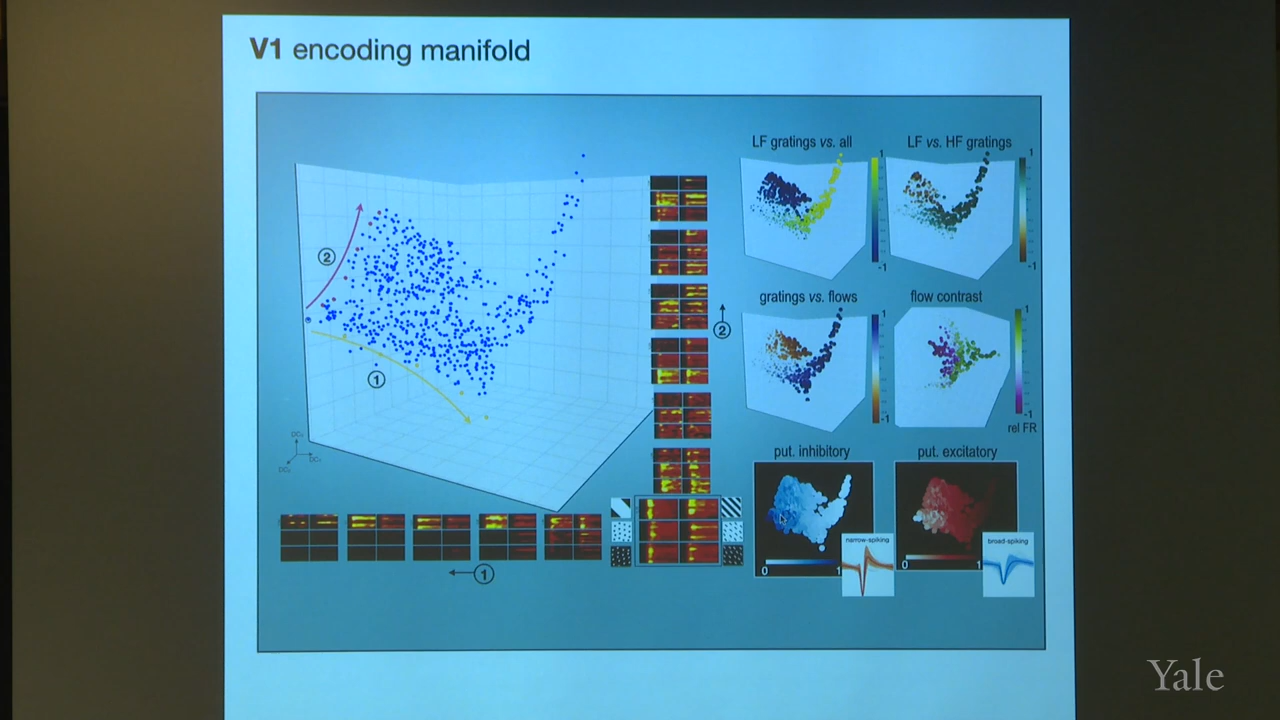 V1 encoding manifold
LF gratings vs. all
LF vs. HF gratings
1
-1
1
-1
2
1
gratings vs. flows
flow contrast
1
-1
1
-1
rel FR
2
1
put. inhibitory
put. excitatory
narrow-spiking
broad-spiking
0
1
0
1
Yale